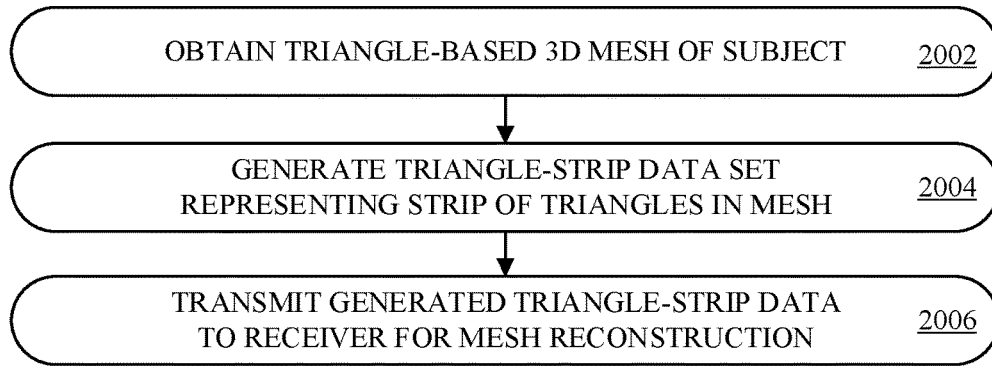 OBTAIN TRIANGLE-BASED 3D MESH OF SUBJECT 2002
GENERATE TRIANGLE-STRIP DATA SET
REPRESENTING STRIP OF TRIANGLES IN MESH
2004
TRANSMIT GENERATED TRIANGLE-STRIP DATA
TO RECEIVER FOR MESH RECONSTRUCTION
2006